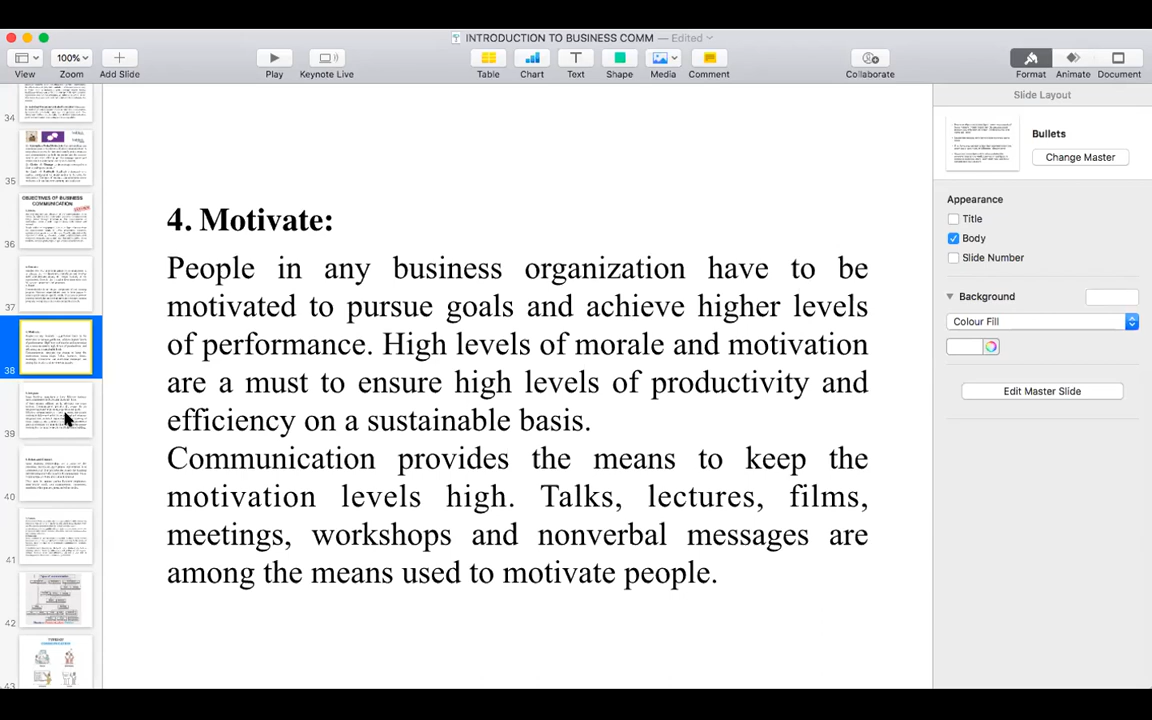 INTRODUCTION TO BUSINESS COMM — Edited
100%
View
Zoom
Add Slide
Play
Keynote Live
Table
Chart
Text
Shape
Media
Comment
Collaborate
Format
Animate
Document
34
35
OBJECTIVES OF BUSINESS
COMMUNICATION
36
37
38
39
40
41
42
43
4. Motivate:
People in any business organization have to be
motivated to pursue goals and achieve higher levels
of performance. High levels of morale and motivation
are a must to ensure high levels of productivity and
efficiency on a sustainable basis.
Communication provides the means to keep the
motivation levels high. Talks, lectures, films,
meetings, workshops and nonverbal messages are
among the means used to motivate people.
Slide Layout
Bullets
Change Master
Appearance
Title
Body
Slide Number
Background
Colour Fill
Edit Master Slide